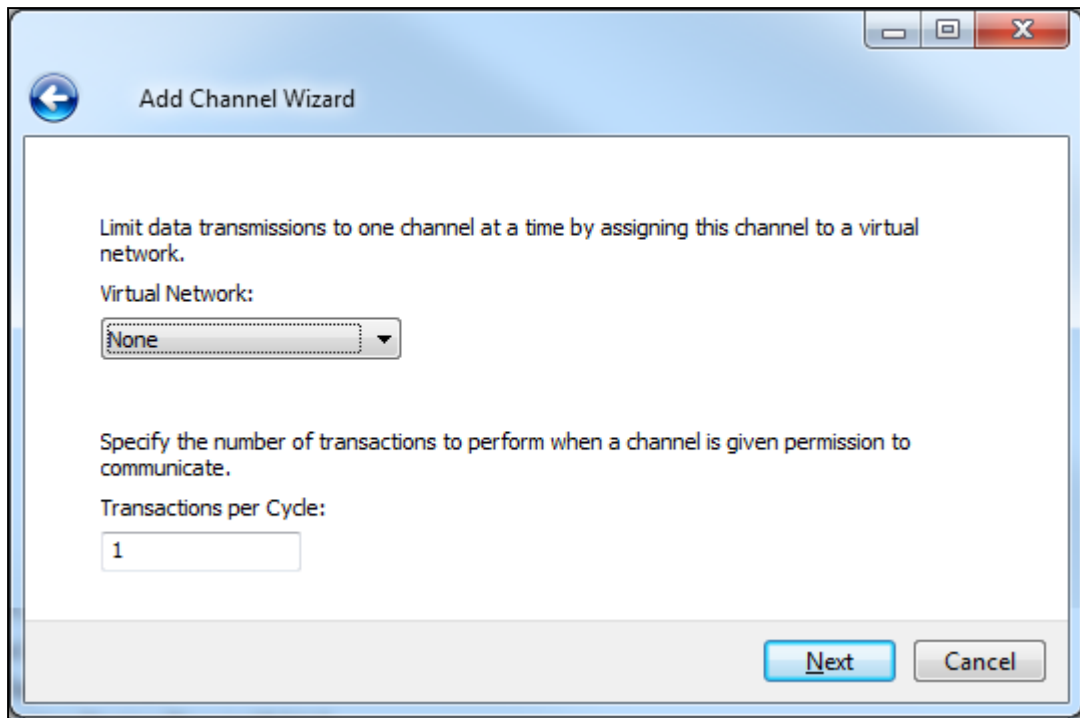 Add Channel Wizard
Limit data transmissions to one channel at a time by assigning this channel to a virtual
network.
Virtual Network:
None
Specify the number of transactions to perform when a channel is given permission to
communicate.
Transactions per Cycle:
1
Next Cancel